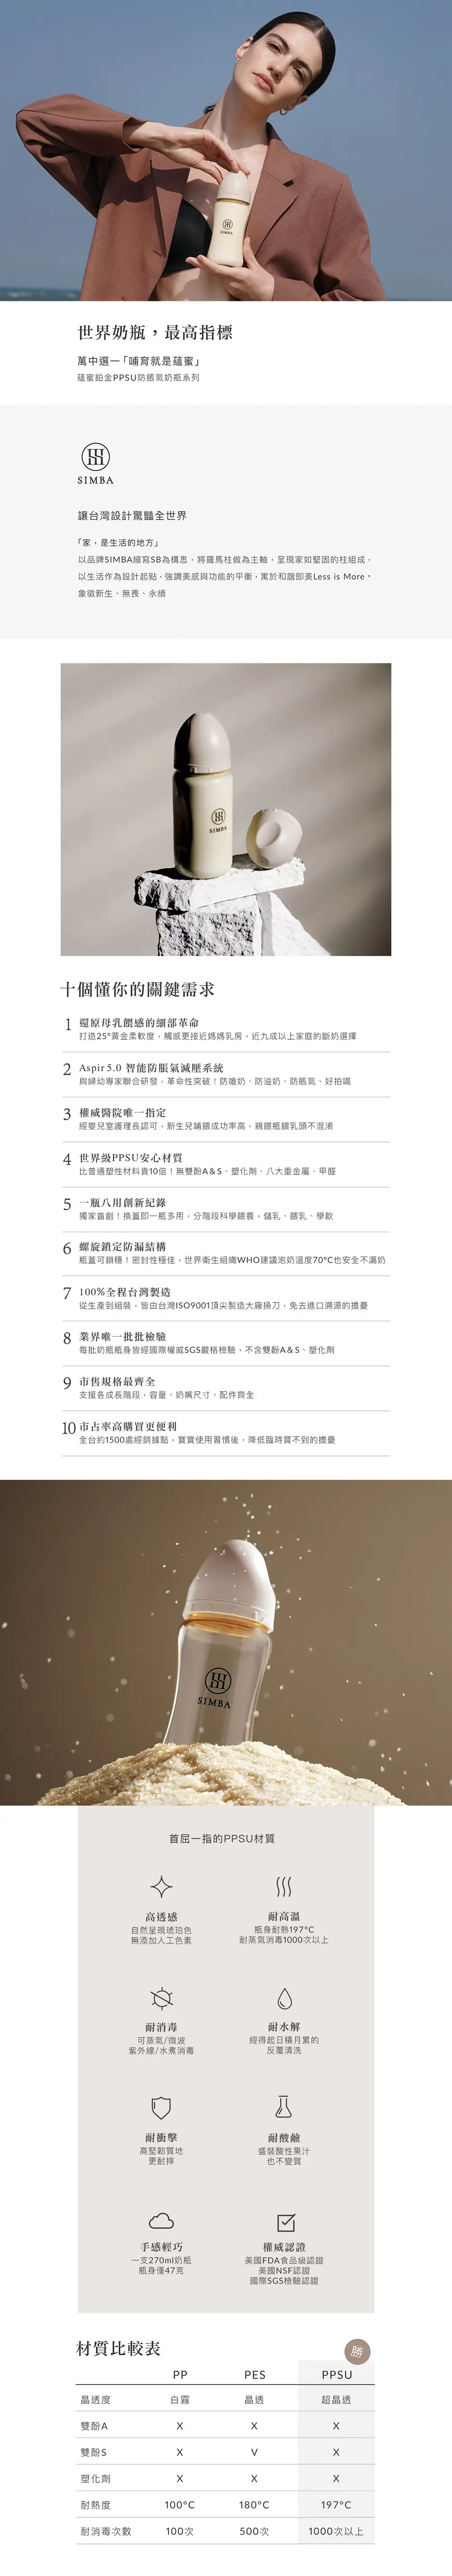 SIMBA
世界奶瓶，最高指標
萬中選一「哺育就是蘊蜜」
蘊蜜鉑金PPSU防脹氣奶瓶系列
SIMBA
讓台灣設計驚豔全世界
「家，是生活的地方」
以品牌SIMBA縮寫SB為構思，將羅馬柱做為主軸，呈現家如堅固的柱組成，
以生活作為設計起點，強調美感與功能的平衡，寓於和諧即美Less is More，
象徵新生、無畏、永續
SIMBA
十個懂你的關鍵需求
1 還原母乳餵感的細部革命
打造25°黃金柔軟度，觸感更接近媽媽乳房，近九成以上家庭的斷奶選擇
2 Aspir 5.0 智能防脹氣減壓系統
與婦幼專家聯合研發，革命性突破！防嗆奶、防溢奶、防脹氣、好拍嗝
3 權威醫院唯一指定
經嬰兒室護理長認可，新生兒哺餵成功率高，親餵瓶餵乳頭不混淆
4 世界級PPSU安心材質
比普通塑性材料貴10倍！無雙酚A＆S、塑化劑、八大重金屬、甲醛
5 一瓶八用創新紀錄
獨家首創！換蓋即一瓶多用，分階段科學餵養，儲乳、餵乳、學飲
6 螺旋鎖定防漏結構
瓶蓋可鎖穩！密封性極佳，世界衛生組織WHO建議泡奶溫度70°C也安全不漏奶
7 100%全程台灣製造
從生產到組裝，皆由台灣ISO9001頂尖製造大廠操刀，免去進口溯源的擔憂
8 業界唯一批批檢驗
每批奶瓶瓶身皆經國際權威SGS嚴格檢驗，不含雙酚A＆S、塑化劑
9 市售規格最齊全
支援各成長階段，容量、奶嘴尺寸、配件齊全
10 市占率高購買更便利
全台約1500處經銷據點，寶寶使用習慣後，降低臨時買不到的擔憂
SIMBA
首屈一指的PPSU材質
高透感 耐高溫
自然呈現琥珀色 瓶身耐熱197°C
無添加人工色素 耐蒸氣消毒1000次以上
耐消毒 耐水解
可蒸氣/微波 經得起日積月累的
紫外線/水煮消毒 反覆清洗
耐衝擊 耐酸鹼
高堅韌質地 盛裝酸性果汁
更耐摔 也不變質
手感輕巧 權威認證
一支270ml奶瓶 美國FDA食品級認證
瓶身僅47克 美國NSF認證
國際SGS檢驗認證
材質比較表 勝
PP PES PPSU
晶透度 白霧 晶透 超晶透
雙酚A X X X
雙酚S X V X
塑化劑 X X X
耐熱度 100°C 180°C 197°C
耐消毒次數 100次 500次 1000次以上